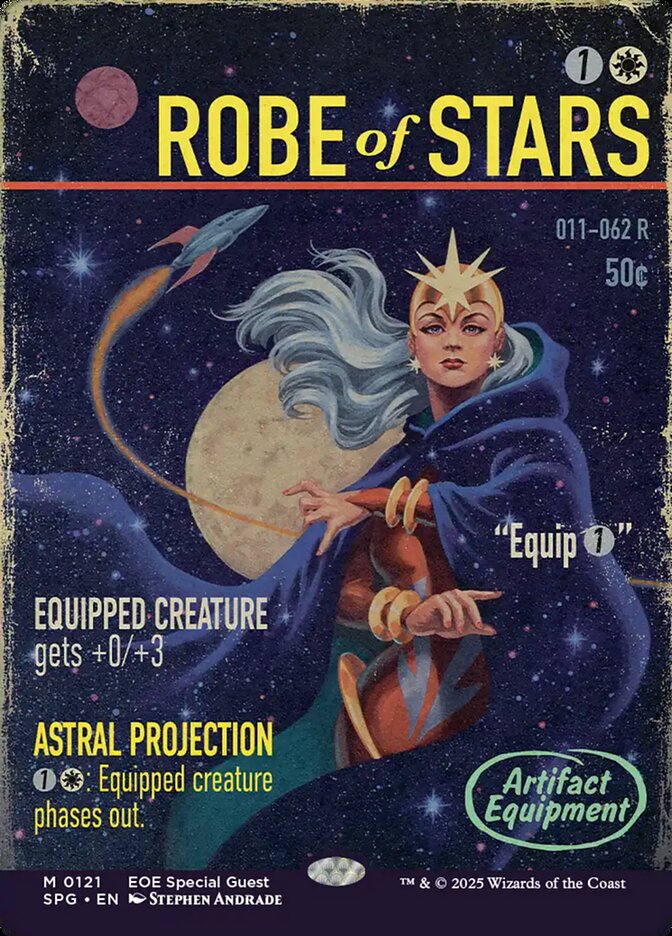 1
ROBE of STARS
011-062 R
50¢
"Equip 1"
EQUIPPED CREATURE
gets +0/+3
ASTRAL PROJECTION
1 : Equipped creature
phases out.
Artifact
Equipment
M 0121 EOE Special Guest
SPG • EN STEPHEN ANDRADE
™ & © 2025 Wizards of the Coast